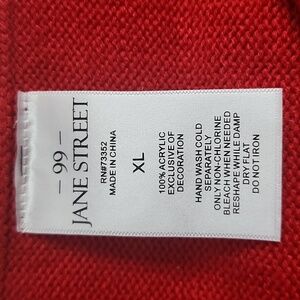 – 99 –
JANE STREET
RN#73352
MADE IN CHINA
XL
100% ACRYLIC
EXCLUSIVE OF
DECORATION
HAND WASH COLD
SEPARATELY
ONLY NON-CHLORINE
BLEACH WHEN NEEDED
RESHAPE WHILE DAMP
DRY FLAT
DO NOT IRON